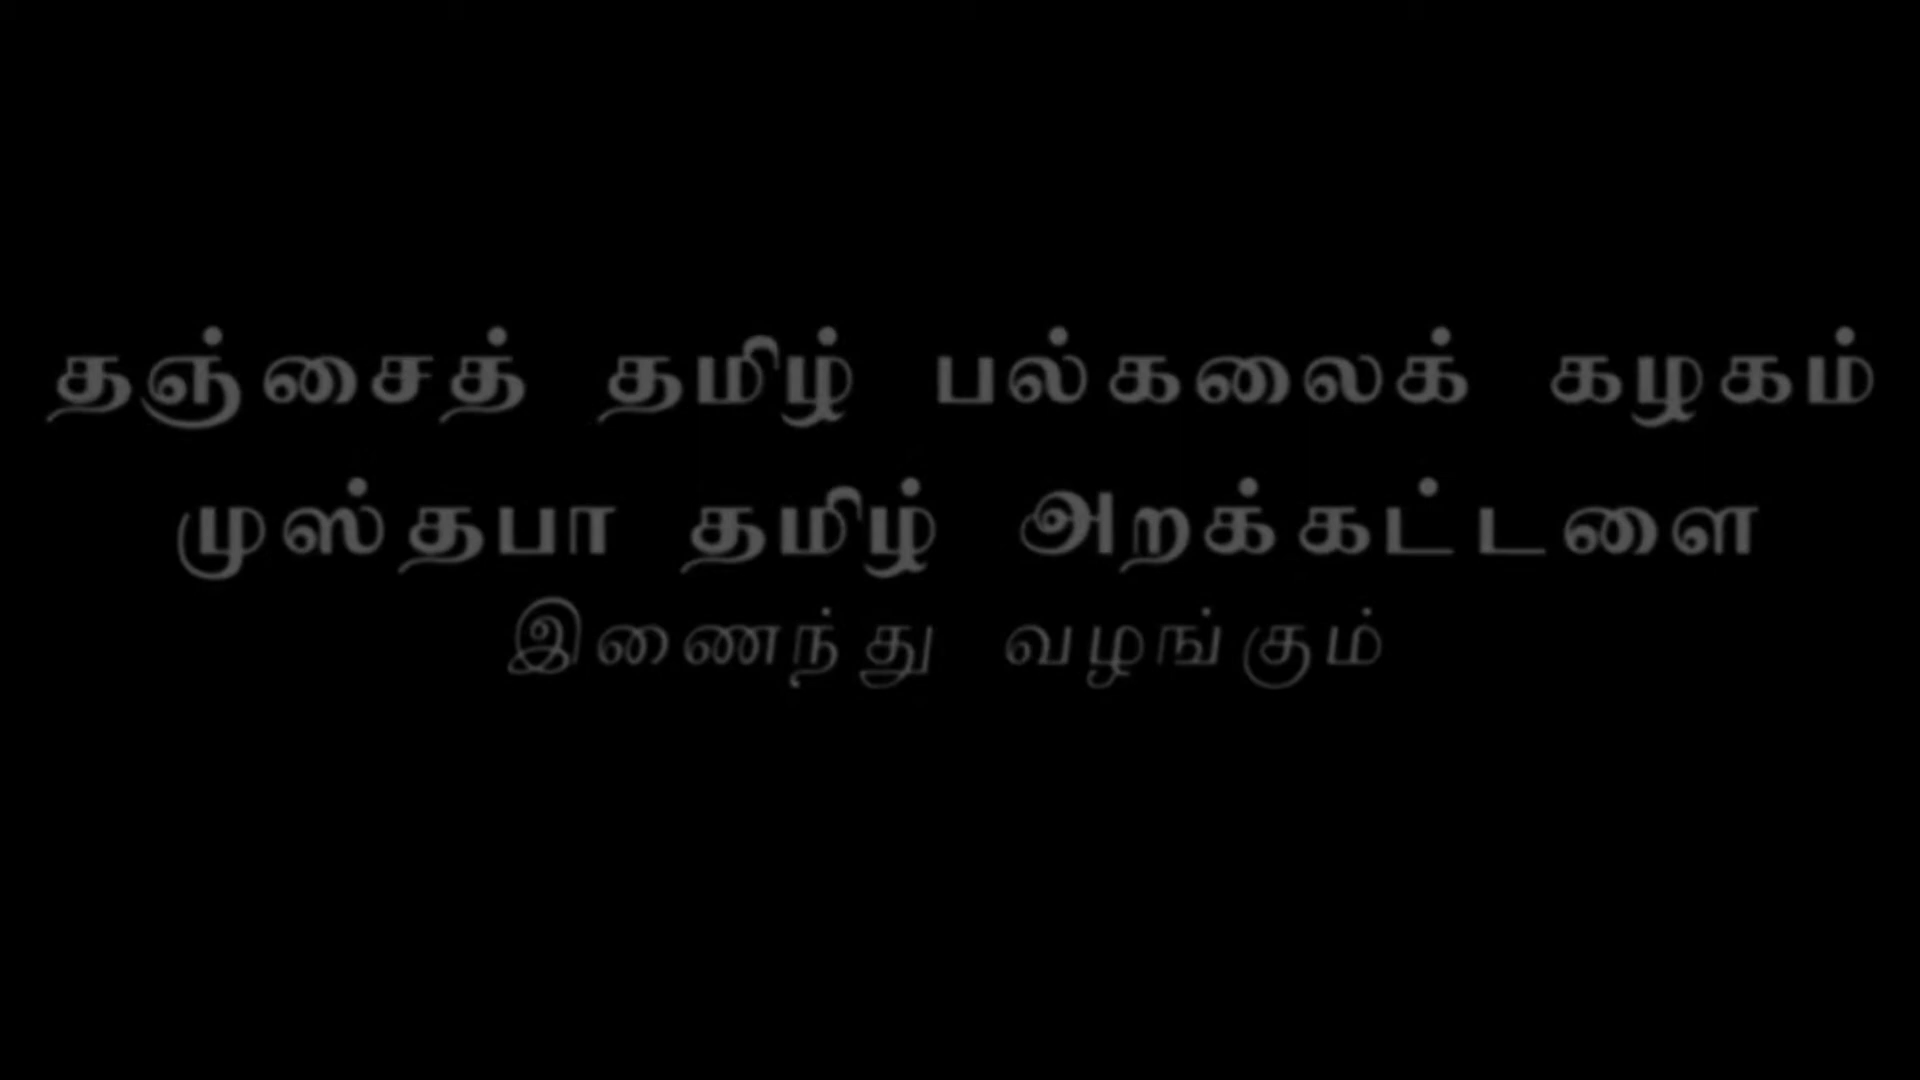 தஞ்சைத் தமிழ் பல்கலைக் கழகம்
முஸ்தபா தமிழ் அறக்கட்டளை
இணைந்து வழங்கும்